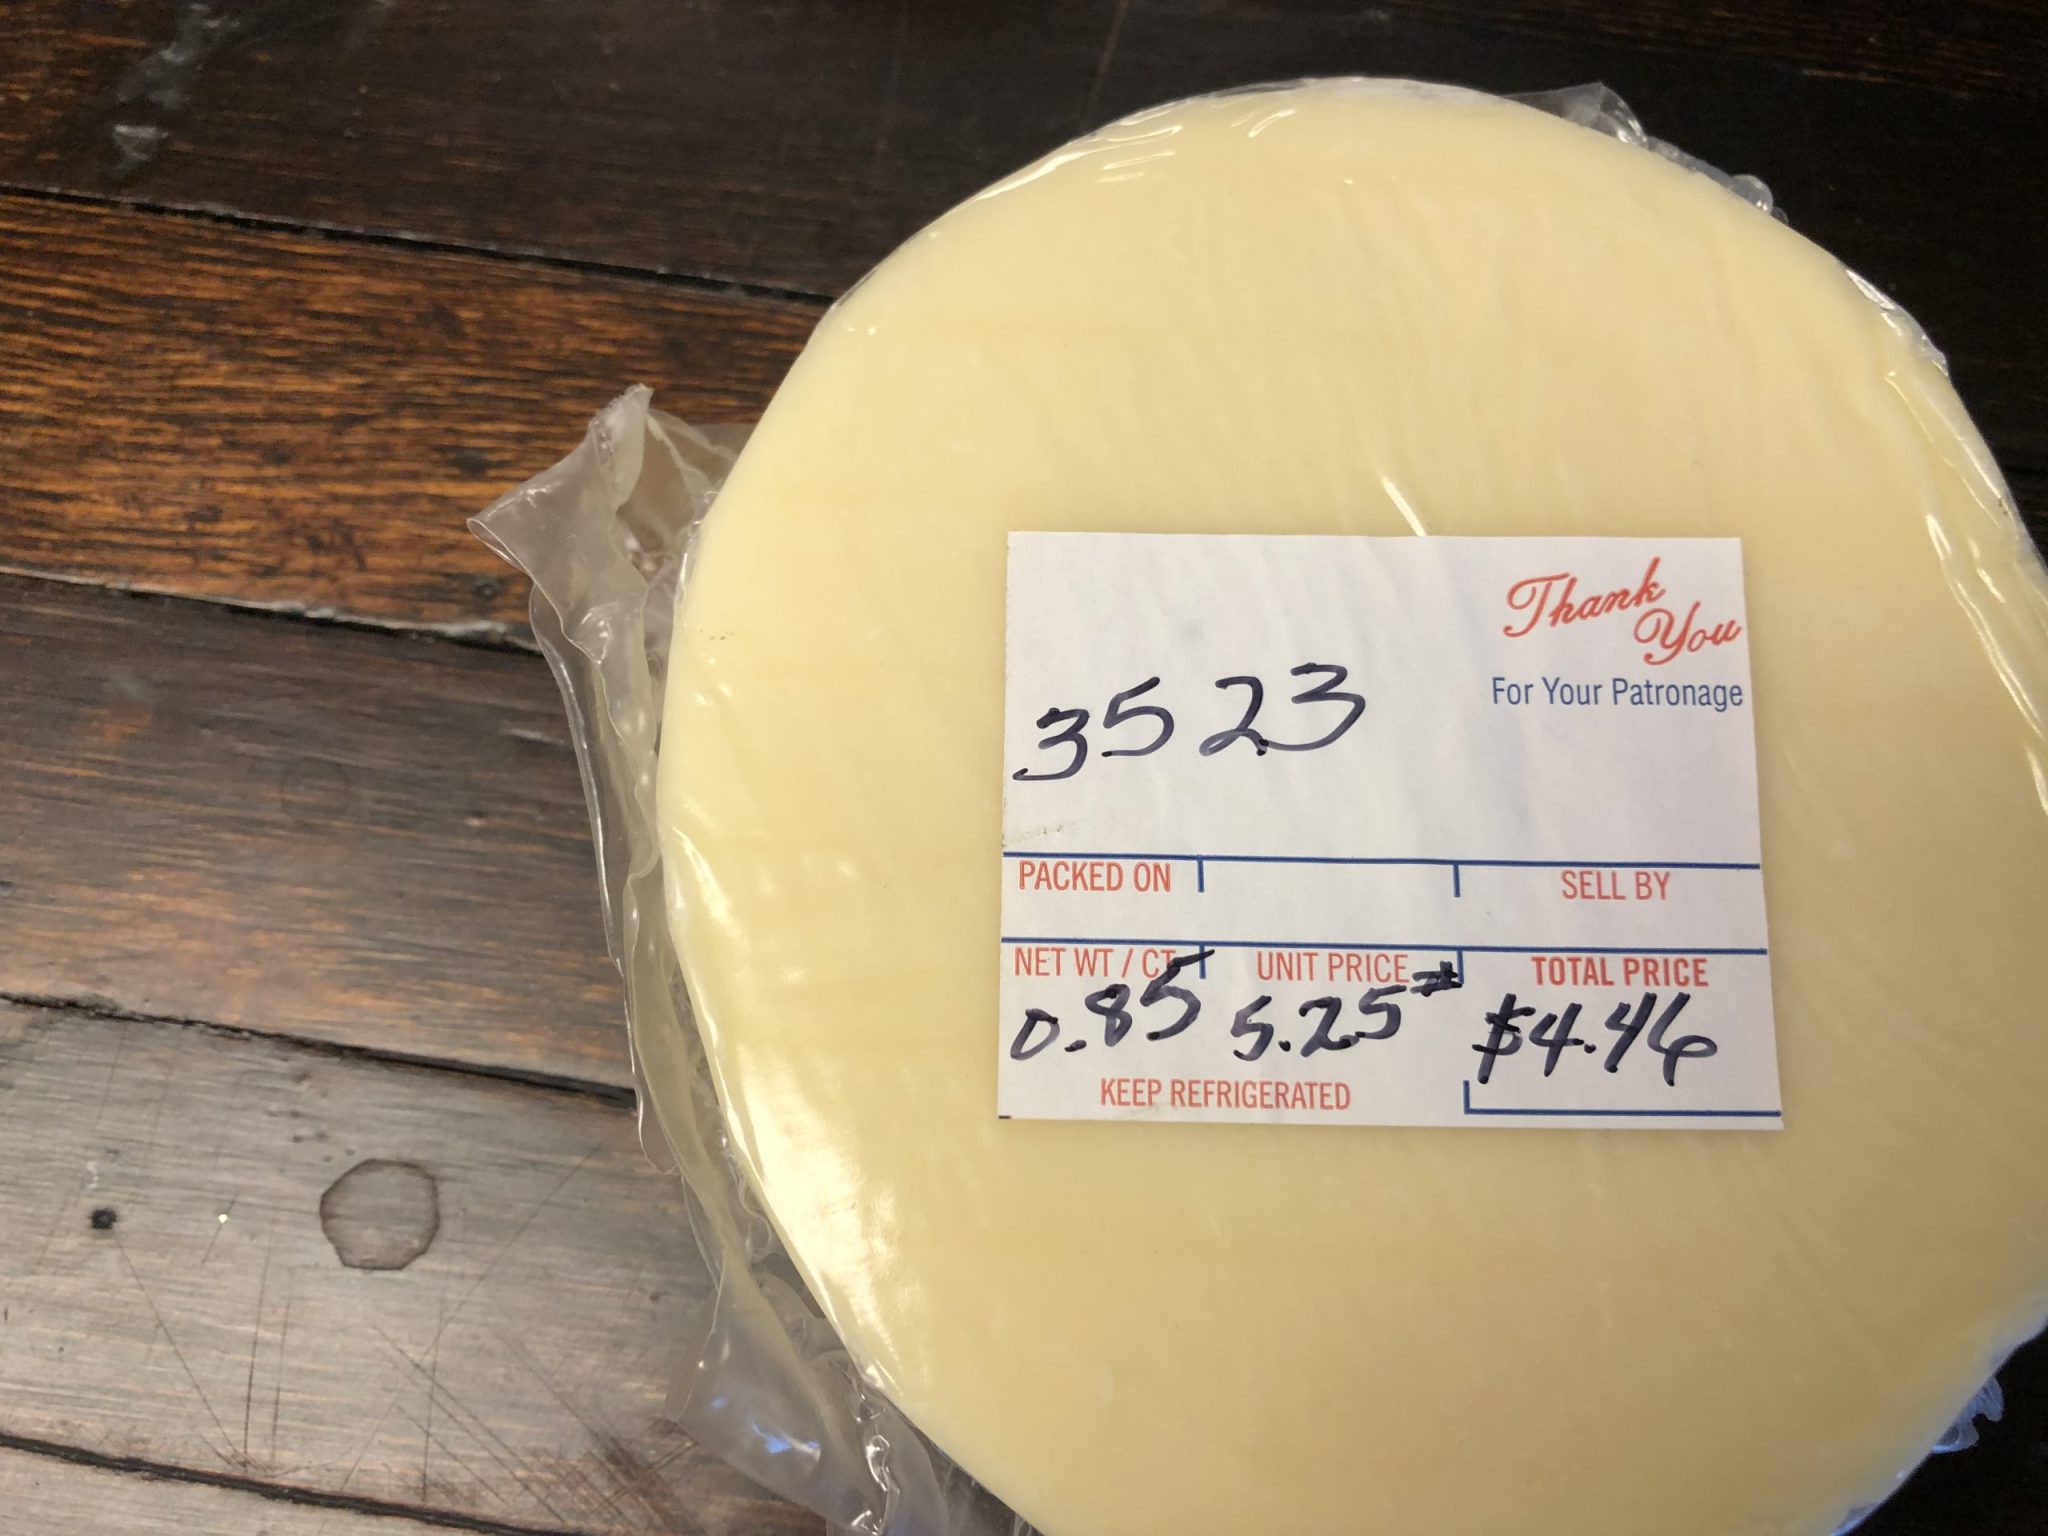 Thank
You
For Your Patronage
3523
PACKED ON SELL BY
NET WT / CT UNIT PRICE TOTAL PRICE
0.85 5.25# $4.46
KEEP REFRIGERATED